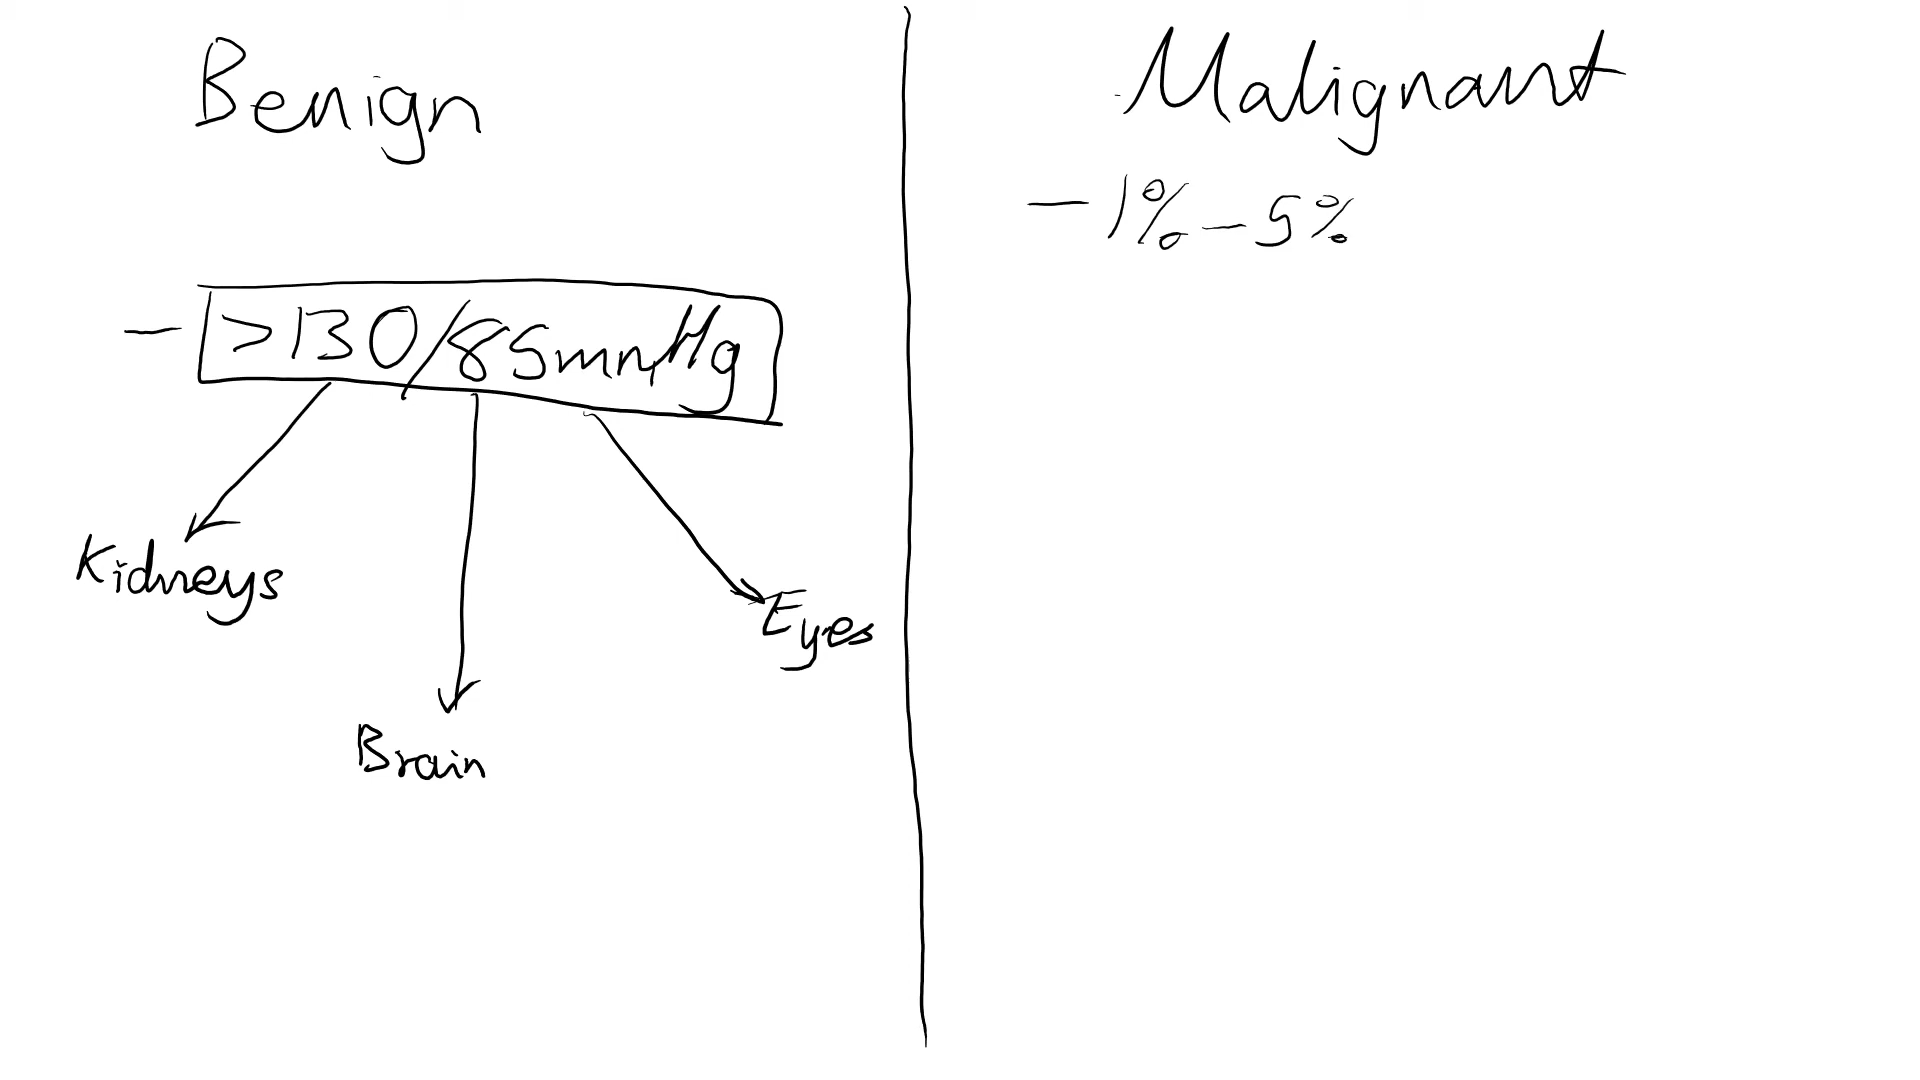 Benign
- >130/85mmHg
Kidneys
Brain
Eyes
Malignant
- 1% - 5%